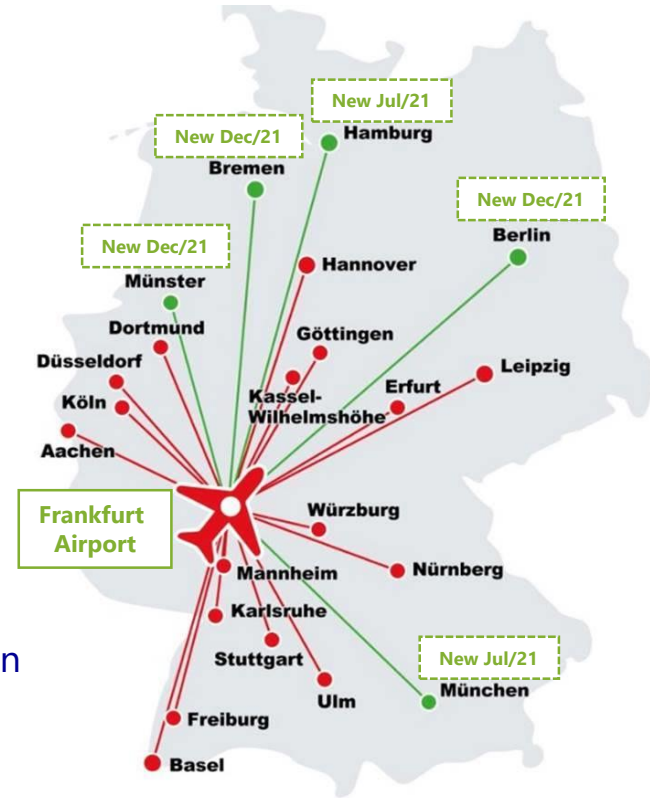 New Jul/21
Hamburg
New Dec/21
Bremen
New Dec/21
Berlin
New Dec/21
Münster
Hannover
Dortmund
Göttingen
Düsseldorf
Leipzig
Köln
Kassel-
Wilhelmshöhe
Erfurt
Aachen
Frankfurt
Airport
Würzburg
Mannheim
Nürnberg
Karlsruhe
Stuttgart
n
New Jul/21
München
Ulm
Freiburg
Basel